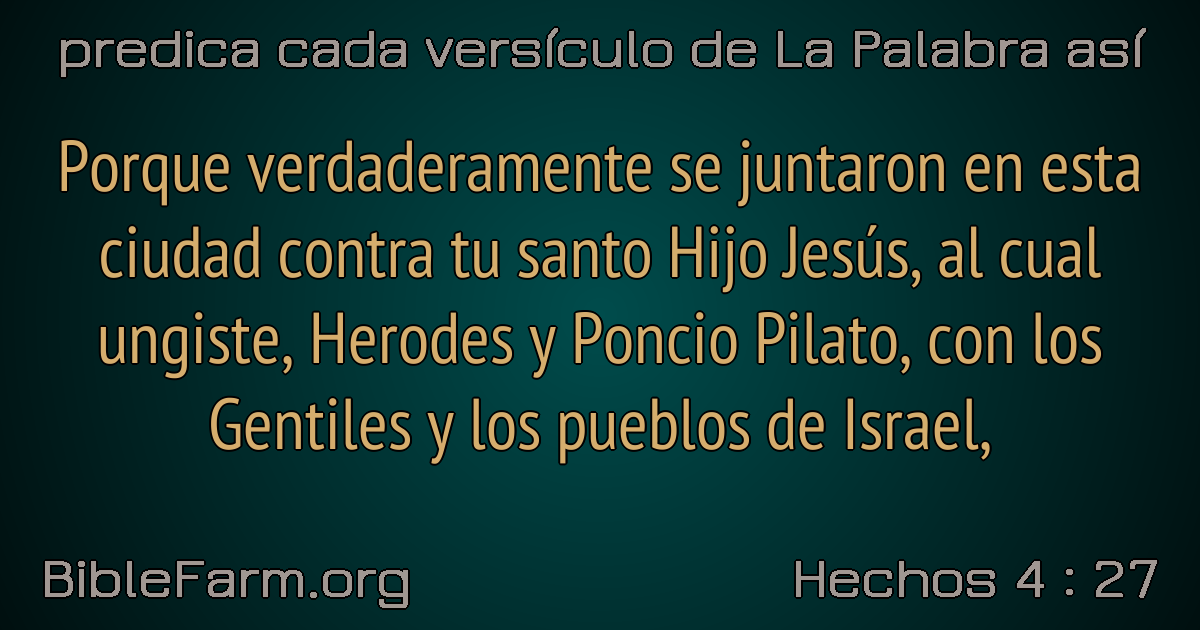 predica cada versículo de La Palabra así
Porque verdaderamente se juntaron en esta
ciudad contra tu santo Hijo Jesús, al cual
ungiste, Herodes y Poncio Pilato, con los
Gentiles y los pueblos de Israel,
BibleFarm.org
Hechos 4 : 27